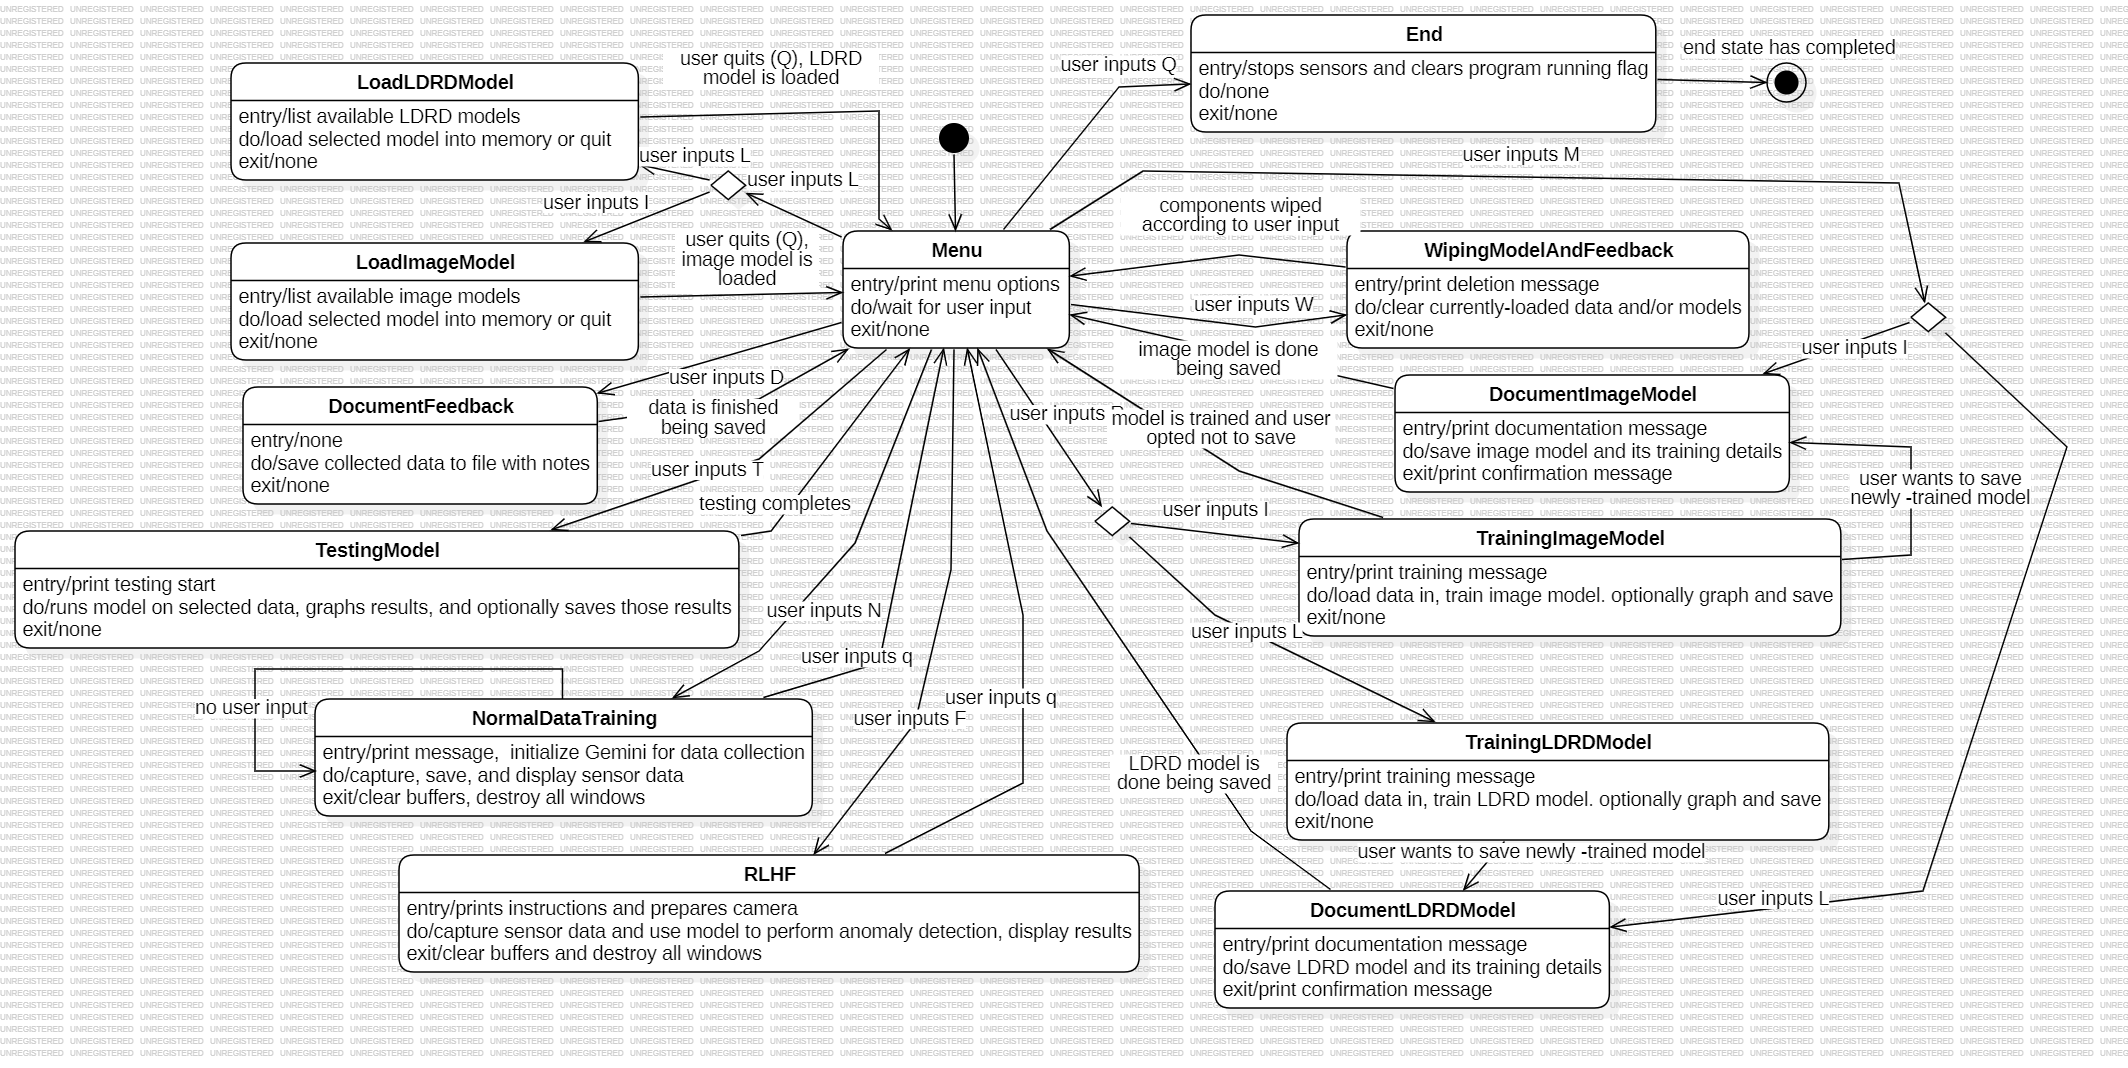 End
entry/stops sensors and clears program running flag
do/none
exit/none
end state has completed
user inputs Q
user quits (Q), LDRD
model is loaded
LoadLDRDModel
entry/list available LDRD models
do/load selected model into memory or quit
exit/none
user inputs L
user inputs L
user inputs I
user inputs M
components wiped
according to user input
user quits (Q),
image model is
loaded
LoadImageModel
entry/list available image models
do/load selected model into memory or quit
exit/none
Menu
entry/print menu options
do/wait for user input
exit/none
WipingModelAndFeedback
entry/print deletion message
do/clear currently-loaded data and/or models
exit/none
user inputs W
image model is done
being saved
user inputs I
user inputs D
data is finished
being saved
DocumentFeedback
entry/none
do/save collected data to file with notes
exit/none
user inputs
model is trained and user
opted not to save
DocumentImageModel
entry/print documentation message
do/save image model and its training details
exit/print confirmation message
user inputs T
testing completes
user wants to save
newly -trained model
user inputs I
TestingModel
entry/print testing start
do/runs model on selected data, graphs results, and optionally saves those results
exit/none
TrainingImageModel
entry/print training message
do/load data in, train image model. optionally graph and save
exit/none
user inputs N
user inputs L
user inputs q
user inputs q
user inputs F
no user input
NormalDataTraining
entry/print message,  initialize Gemini for data collection
do/capture, save, and display sensor data
exit/clear buffers, destroy all windows
TrainingLDRDModel
entry/print training message
do/load data in, train LDRD model. optionally graph and save
exit/none
LDRD model is
done being saved
user wants to save newly -trained model
RLHF
entry/prints instructions and prepares camera
do/capture sensor data and use model to perform anomaly detection, display results
exit/clear buffers and destroy all windows
user inputs L
DocumentLDRDModel
entry/print documentation message
do/save LDRD model and its training details
exit/print confirmation message
UNREGISTERED